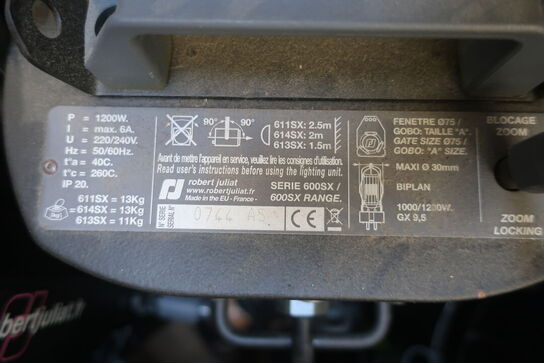 P = 1200W.
I = max. 6A.
U = 220/240V.
Hz = 50/60Hz.
t°a = 40C.
t°c = 260C.
IP 20.
611SX = 13Kg
614SX = 13Kg
613SX = 11Kg
90° 90°
611SX: 2.5m
614SX: 2m
613SX: 1.5m
Avant de mettre l'appareil en service, veuillez lire les consignes d'utilisation.
Read user's instructions before using the lighting unit.
robert juliat
www.robertjuliat.fr
Made in the EU - France -
SERIE 600SX /
600SX RANGE.
N° SERIE
SERIAL N°
0744 AS
CE
FENETRE Ø75 /
GOBO: TAILLE "A".
GATE SIZE Ø75 /
GOBO: "A" SIZE.
MAXI Ø 30mm
BIPLAN
1000/1200W.
GX 9,5
BLOCAGE
ZOOM
ZOOM
LOCKING
bertjuliat.fr